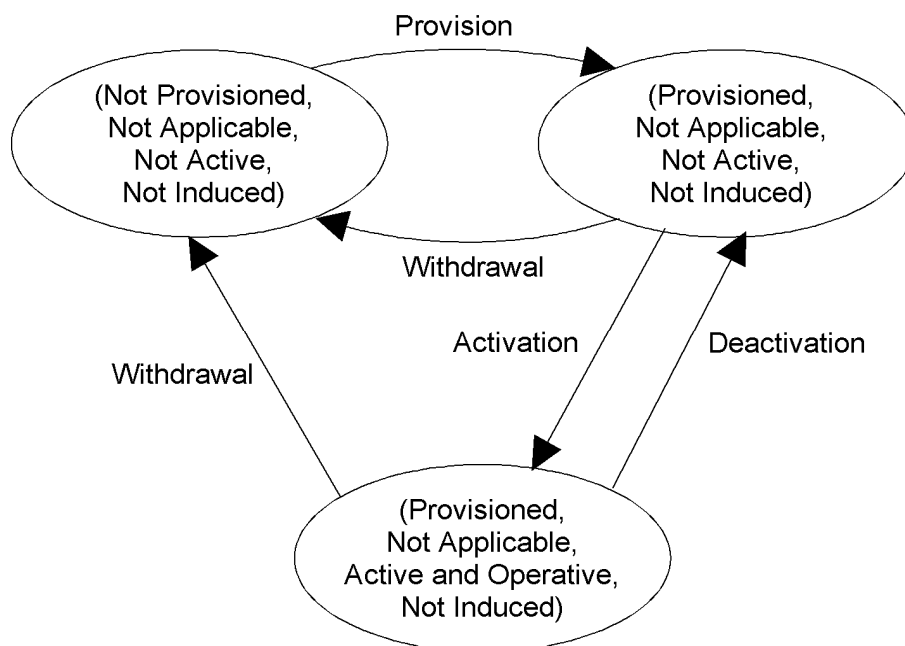 Provision
(Not Provisioned,
Not Applicable,
Not Active,
Not Induced)
(Provisioned,
Not Applicable,
Not Active,
Not Induced)
Withdrawal
Activation
Deactivation
Withdrawal
(Provisioned,
Not Applicable,
Active and Operative,
Not Induced)